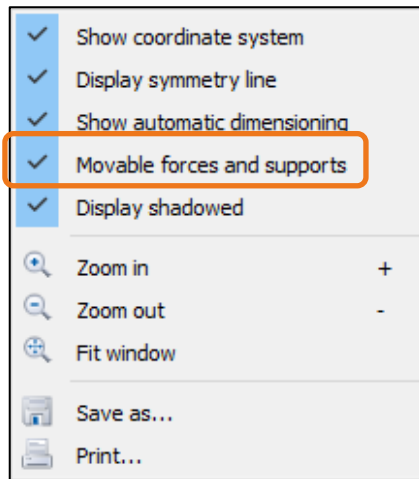 Show coordinate system
Display symmetry line
Show automatic dimensioning
Movable forces and supports
Display shadowed
Zoom in +
Zoom out -
Fit window
Save as...
Print...